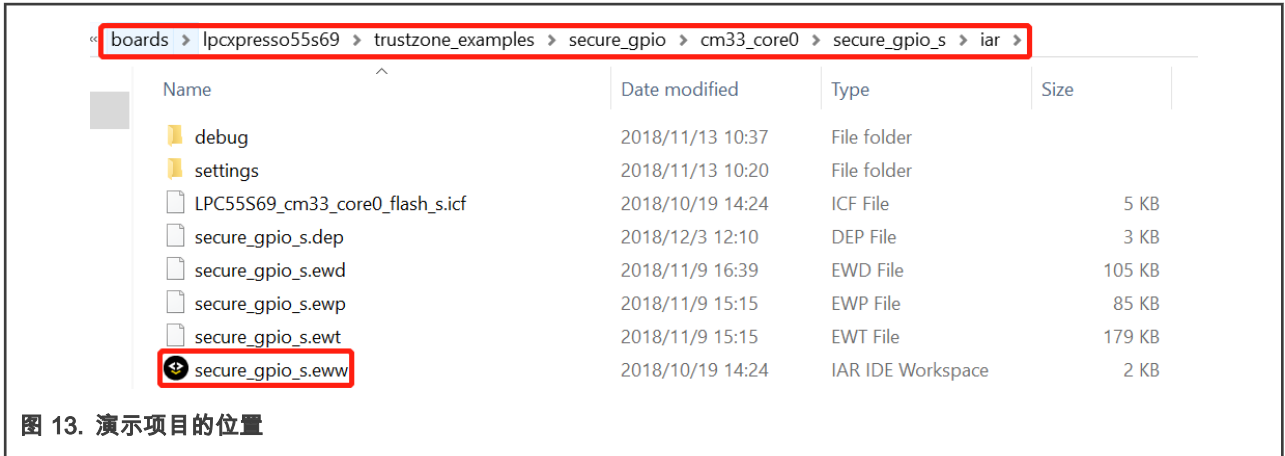 « boards > lpcxpresso55s69 > trustzone_examples > secure_gpio > cm33_core0 > secure_gpio_s > iar >
Name Date modified Type Size
debug 2018/11/13 10:37 File folder
settings 2018/11/13 10:20 File folder
LPC55S69_cm33_core0_flash_s.icf 2018/10/19 14:24 ICF File 5 KB
secure_gpio_s.dep 2018/12/3 12:10 DEP File 3 KB
secure_gpio_s.ewd 2018/11/9 16:39 EWD File 105 KB
secure_gpio_s.ewp 2018/11/9 15:15 EWP File 85 KB
secure_gpio_s.ewt 2018/11/9 15:15 EWT File 179 KB
secure_gpio_s.eww 2018/10/19 14:24 IAR IDE Workspace 2 KB
图 13. 演示项目的位置